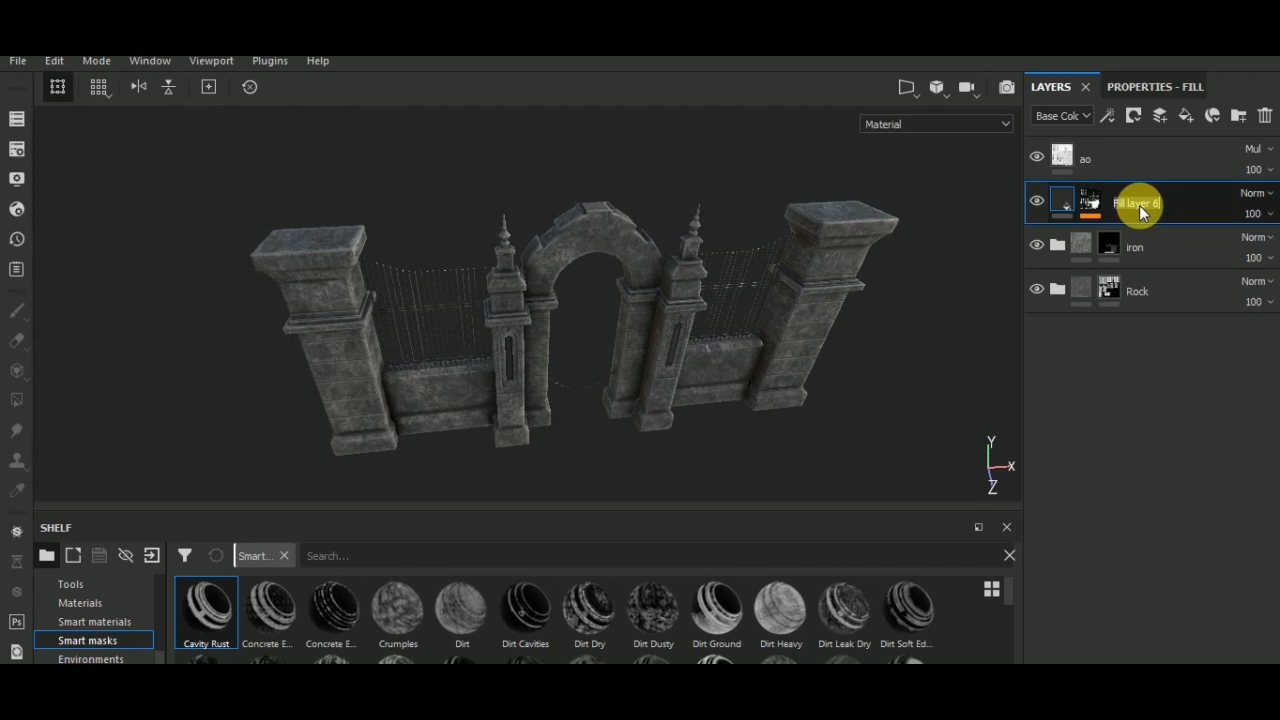 File Edit Mode Window Viewport Plugins Help
LAYERS PROPERTIES - FILL
Material
Base Colo
ao Mul 100
Fill layer 6 Norm 100
iron Norm 100
Rock Norm 100
Y
X
Z
SHELF
Smart... Search...
Tools
Materials
Smart materials
Smart masks
Environments
Cavity Rust Concrete E... Concrete E... Crumples Dirt Dirt Cavities Dirt Dry Dirt Dusty Dirt Ground Dirt Heavy Dirt Leak Dry Dirt Soft Ed...
Ps